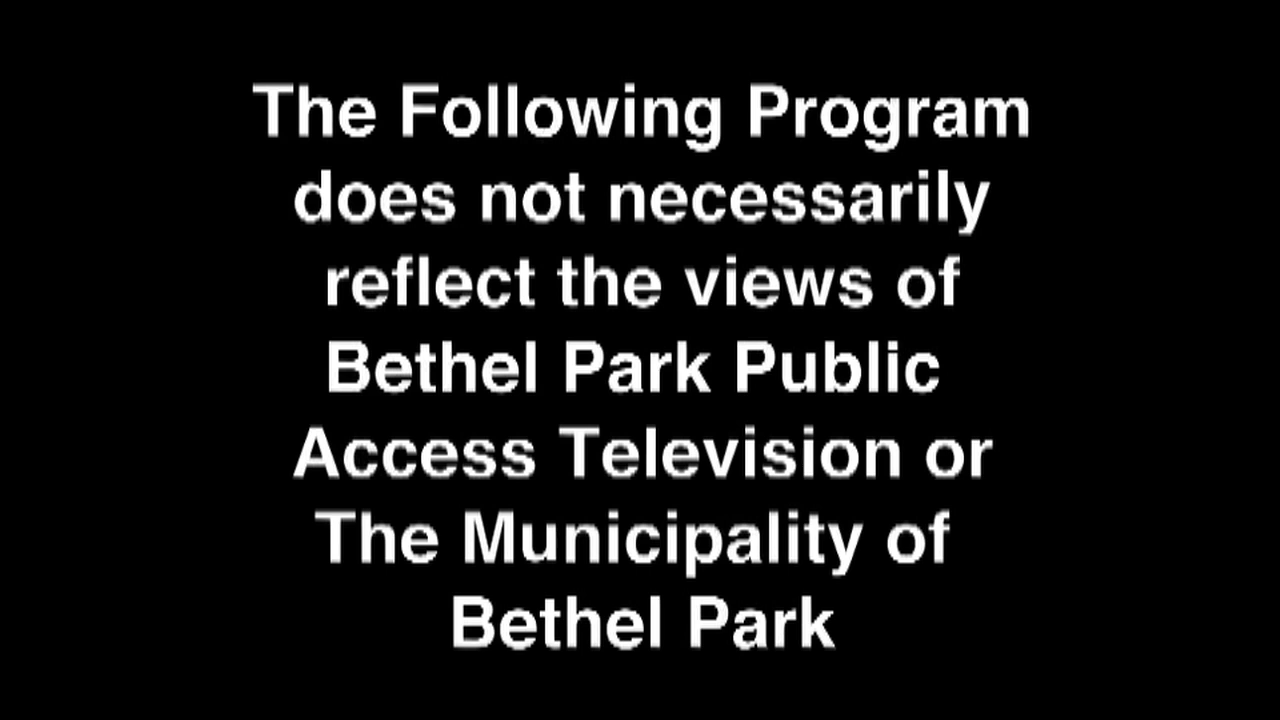 The Following Program
does not necessarily
reflect the views of
Bethel Park Public
Access Television or
The Municipality of
Bethel Park